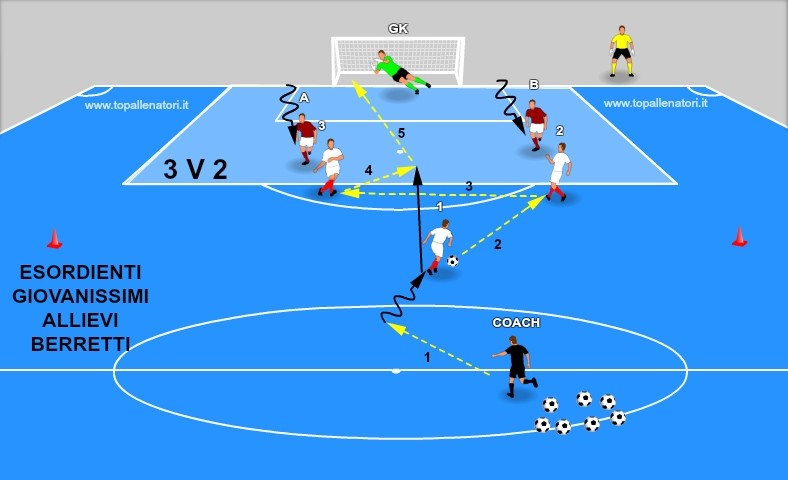 GK
www.topallenatori.it
A
B
www.topallenatori.it
3
2
5
3 V 2
4
3
1
2
ESORDIENTI
GIOVANISSIMI
ALLIEVI
BERRETTI
COACH
1